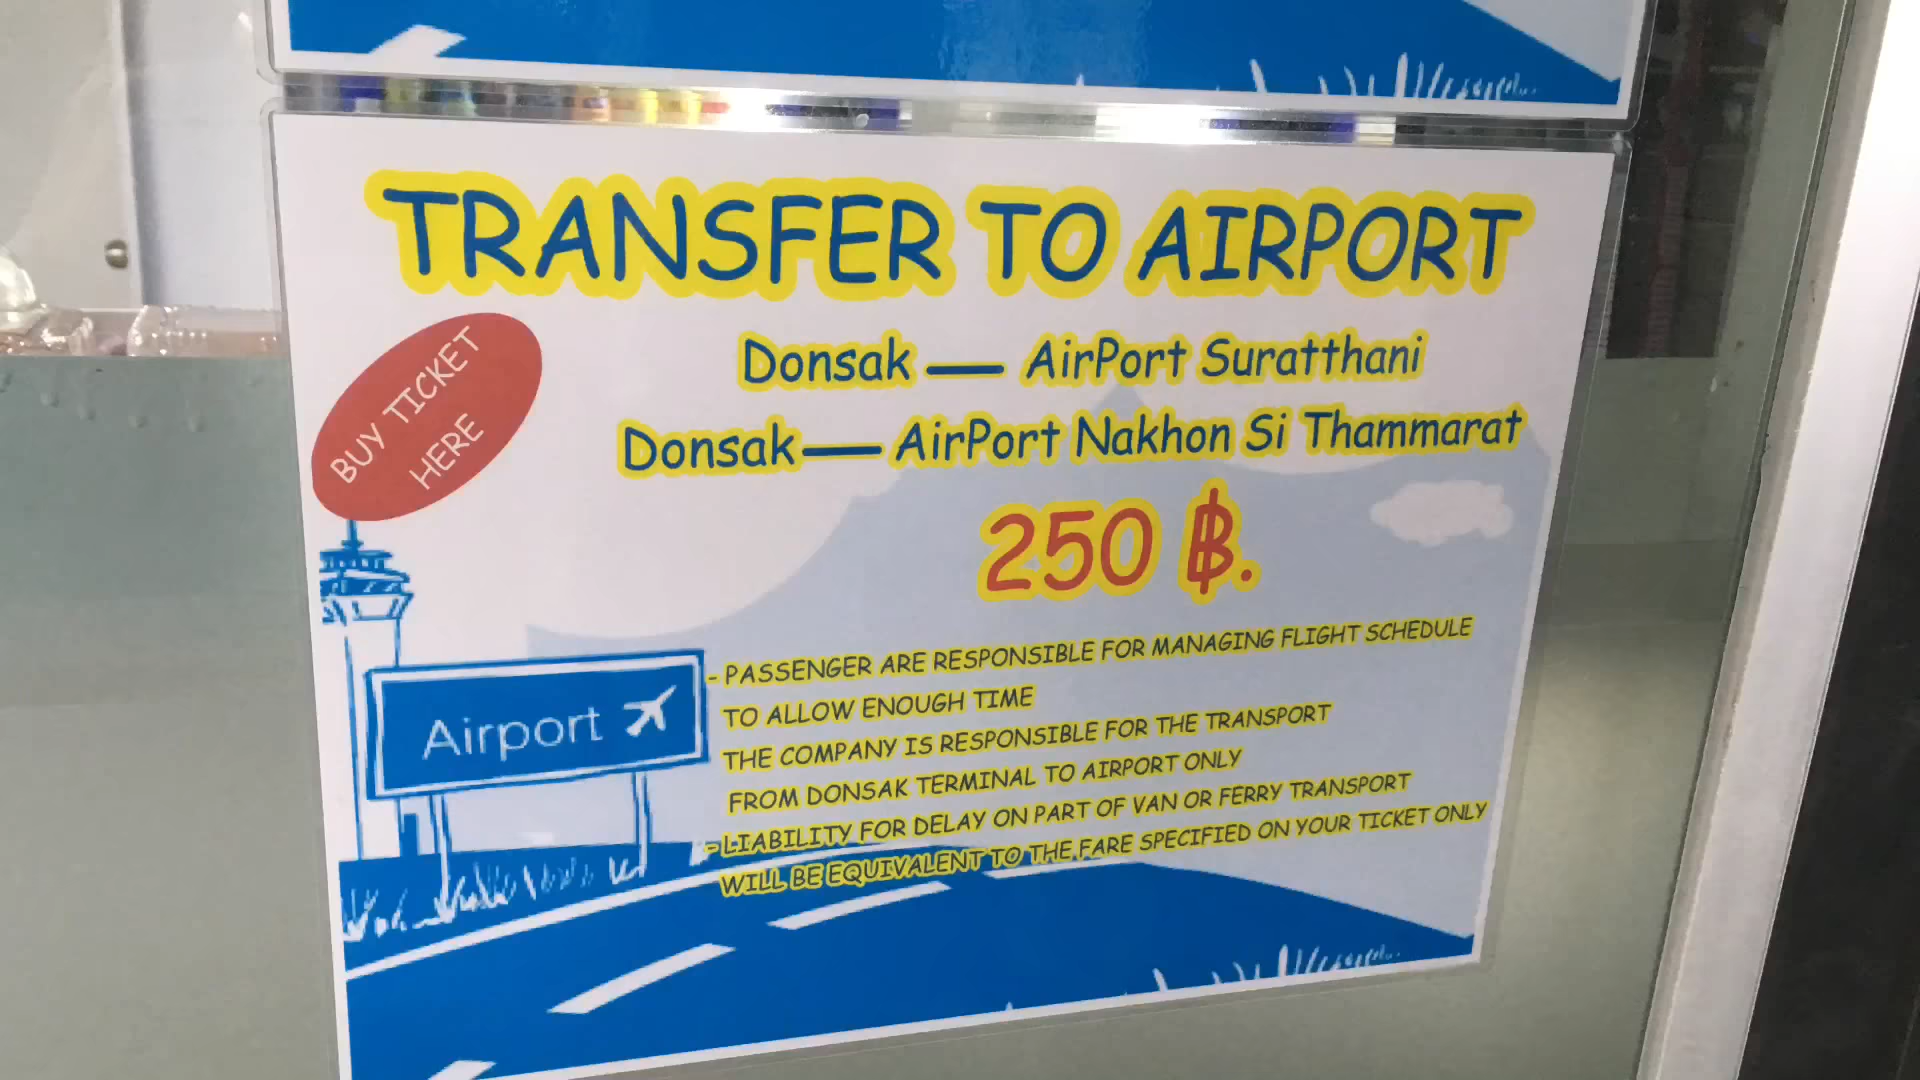 TRANSFER TO AIRPORT
Donsak — AirPort Suratthani
Donsak — AirPort Nakhon Si Thammarat
250 ฿.
BUY TICKET
HERE
Airport
- PASSENGER ARE RESPONSIBLE FOR MANAGING FLIGHT SCHEDULE
TO ALLOW ENOUGH TIME
THE COMPANY IS RESPONSIBLE FOR THE TRANSPORT
FROM DONSAK TERMINAL TO AIRPORT ONLY
- LIABILITY FOR DELAY ON PART OF VAN OR FERRY TRANSPORT
WILL BE EQUIVALENT TO THE FARE SPECIFIED ON YOUR TICKET ONLY